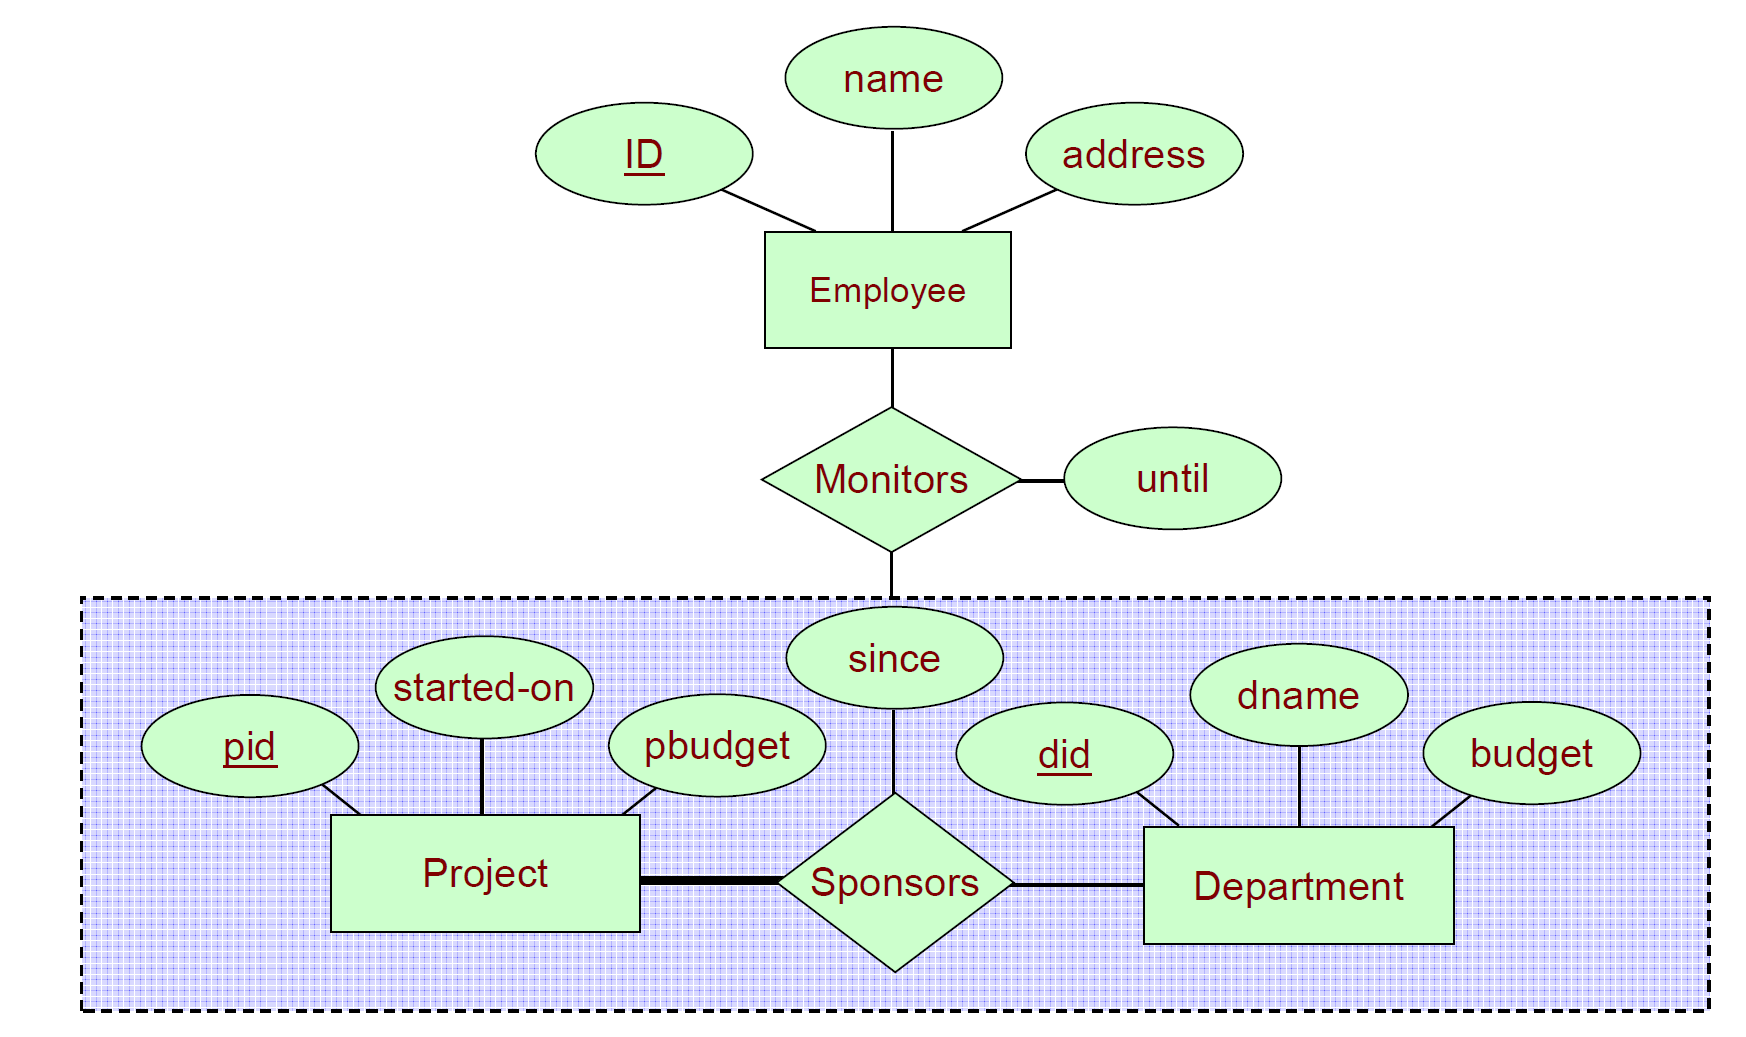 name
ID
address
Employee
Monitors
until
since
started-on
dname
pid
pbudget
did
budget
Project
Sponsors
Department